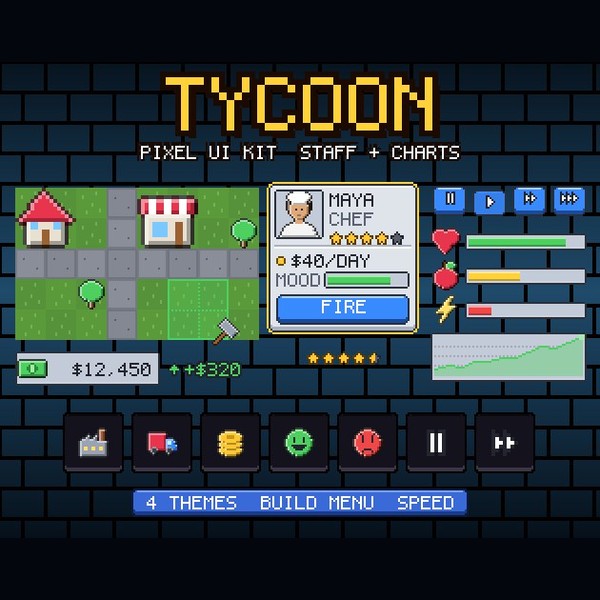 TYCOON
PIXEL UI KIT STAFF + CHARTS
MAYA
CHEF
$40/DAY
MOOD
FIRE
$12,450
+$320
4 THEMES BUILD MENU SPEED